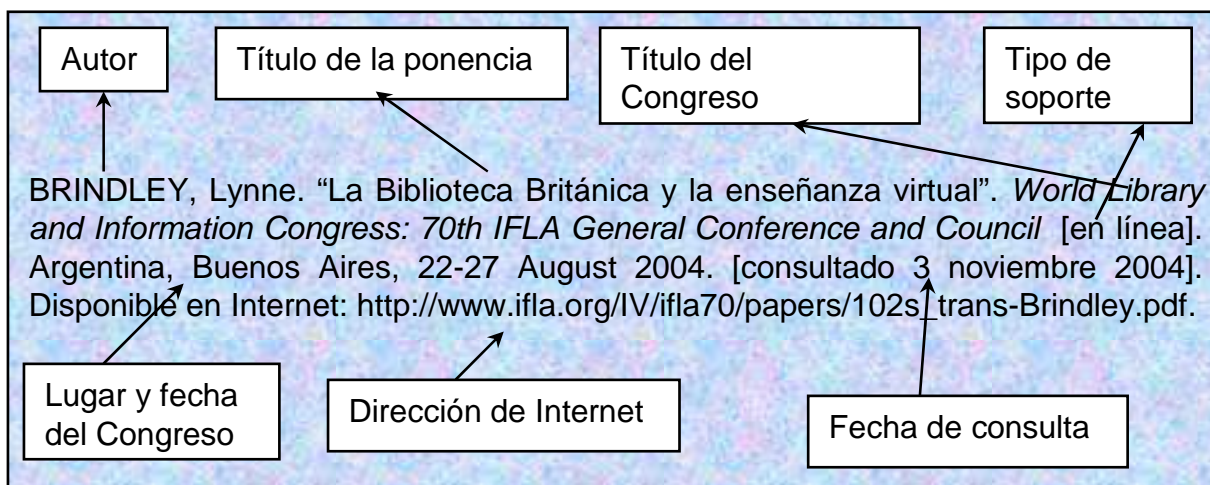 Autor
Título de la ponencia
Título del
Congreso
Tipo de
soporte
BRINDLEY, Lynne. “La Biblioteca Británica y la enseñanza virtual”. World Library
and Information Congress: 70th IFLA General Conference and Council [en línea].
Argentina, Buenos Aires, 22-27 August 2004. [consultado 3 noviembre 2004].
Disponible en Internet: http://www.ifla.org/IV/ifla70/papers/102s_trans-Brindley.pdf.
Lugar y fecha
del Congreso
Dirección de Internet
Fecha de consulta